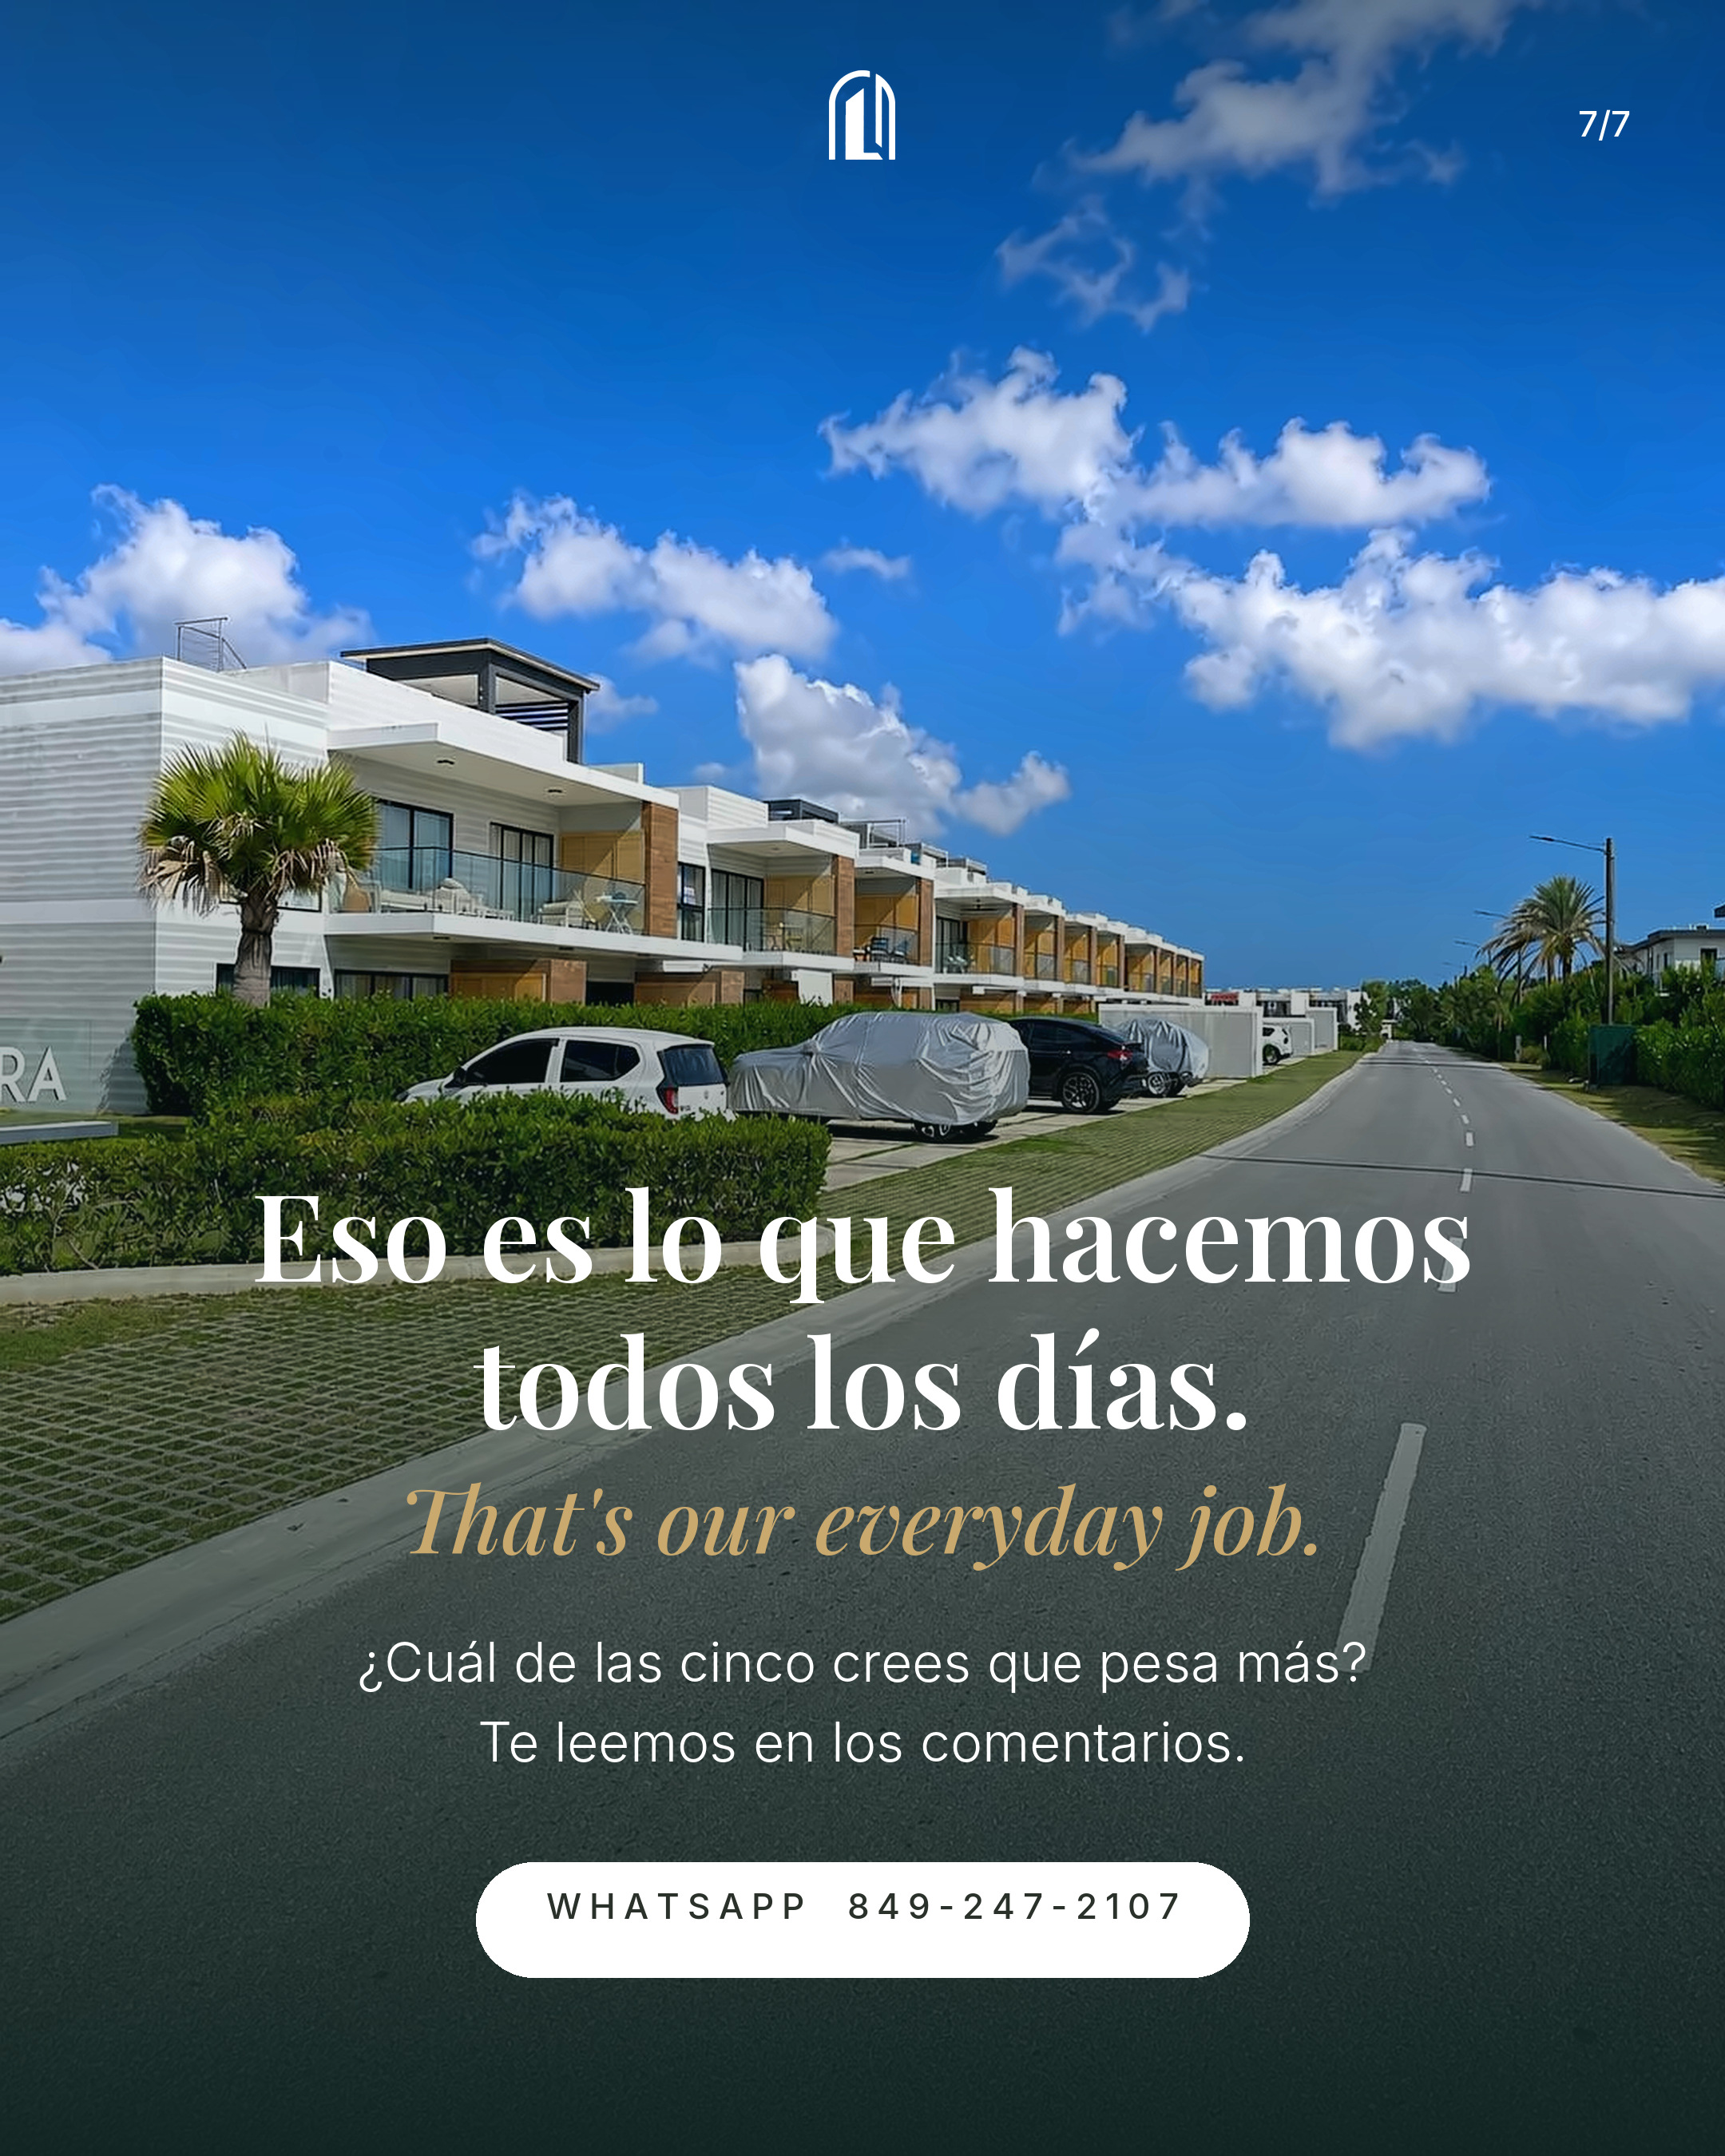 7/7
RA
Eso es lo que hacemos
todos los días.
That's our everyday job.
¿Cuál de las cinco crees que pesa más?
Te leemos en los comentarios.
WHATSAPP 849-247-2107